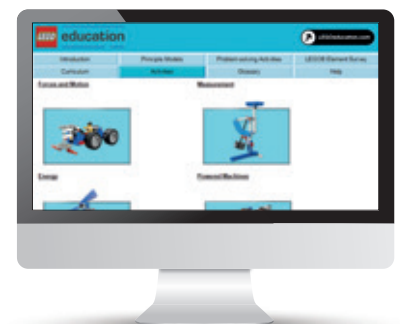 LEGO education
Introduction Principle Models Problem-solving Activities LEGO® Element Survey
Curriculum Activities Glossary Help
Forces and Motion Measurement
Energy Powered Machines